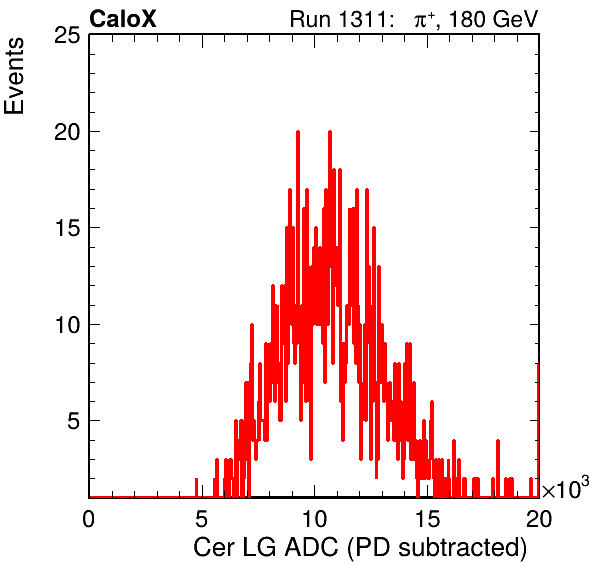 CaloX Run 1311: π⁺, 180 GeV
Events
25
20
15
10
5
0 5 10 15 20
×10³
Cer LG ADC (PD subtracted)